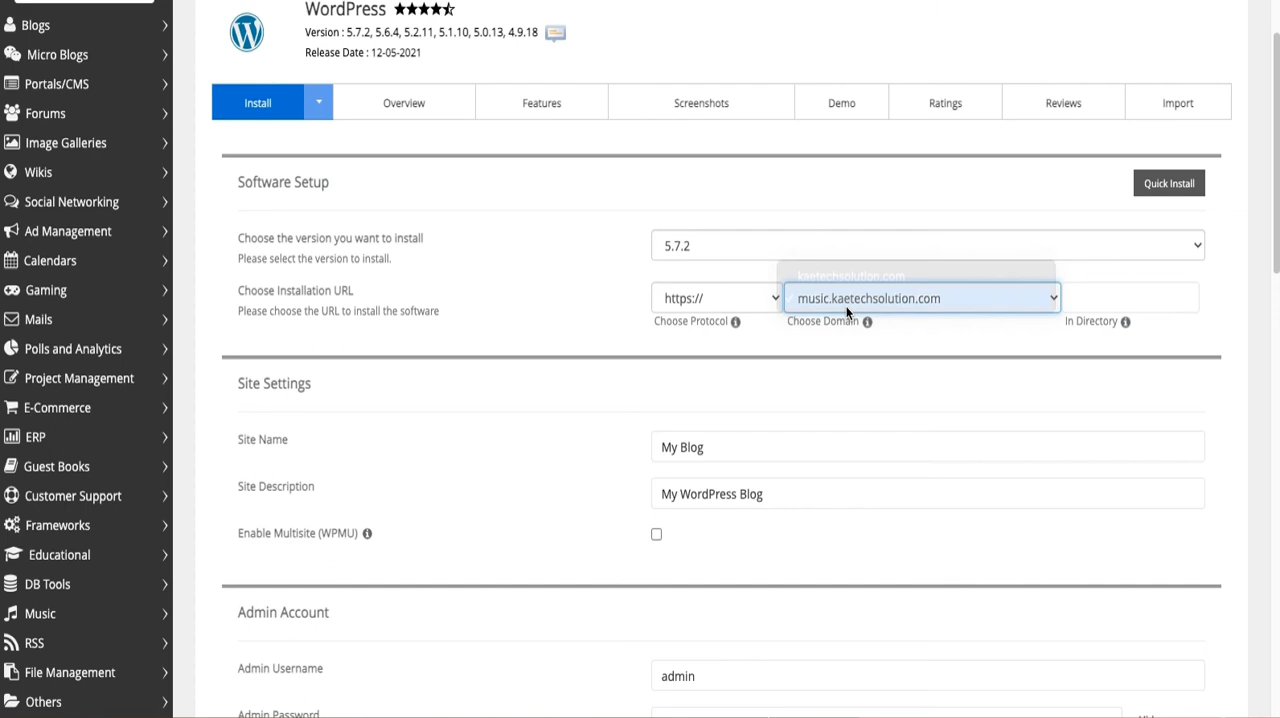 WordPress
Version : 5.7.2, 5.6.4, 5.2.11, 5.1.10, 5.0.13, 4.9.18
Release Date : 12-05-2021
Blogs
Micro Blogs
Portals/CMS
Forums
Image Galleries
Wikis
Social Networking
Ad Management
Calendars
Gaming
Mails
Polls and Analytics
Project Management
E-Commerce
ERP
Guest Books
Customer Support
Frameworks
Educational
DB Tools
Music
RSS
File Management
Others
Install Overview Features Screenshots Demo Ratings Reviews Import
Software Setup
Quick Install
Choose the version you want to install
Please select the version to install.
5.7.2
kaetechsolution.com
Choose Installation URL
Please choose the URL to install the software
https:// music.kaetechsolution.com
Choose Protocol Choose Domain In Directory
Site Settings
Site Name My Blog
Site Description My WordPress Blog
Enable Multisite (WPMU)
Admin Account
Admin Username admin
Admin Password